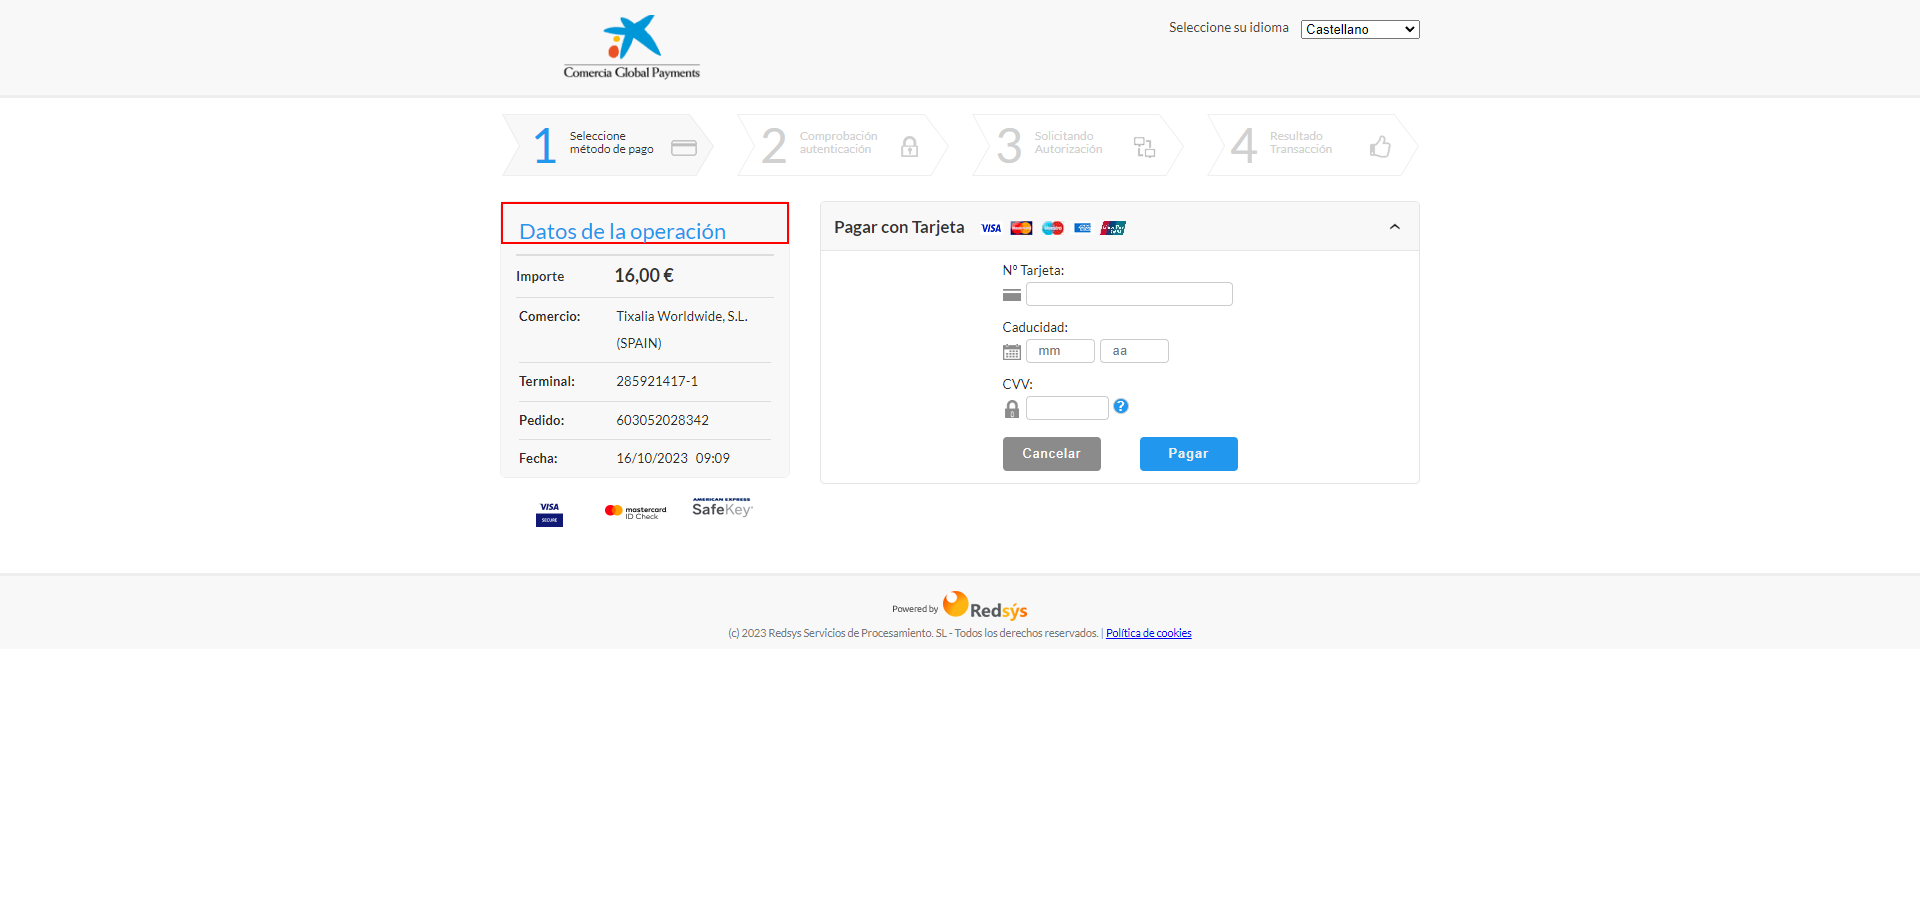 Comercia Global Payments
Seleccione su idioma Castellano
1 Seleccione método de pago
2 Comprobación autenticación
3 Solicitando Autorización
4 Resultado Transacción
Datos de la operación
Importe 16,00 €
Comercio: Tixalia Worldwide, S.L.
(SPAIN)
Terminal: 285921417-1
Pedido: 603052028342
Fecha: 16/10/2023 09:09
VISA
SECURE
mastercard
ID Check
AMERICAN EXPRESS
SafeKey
Pagar con Tarjeta VISA
Nº Tarjeta:
Caducidad:
mm aa
CVV:
?
Cancelar Pagar
Powered by Redsýs
(c) 2023 Redsys Servicios de Procesamiento. SL - Todos los derechos reservados. | Política de cookies